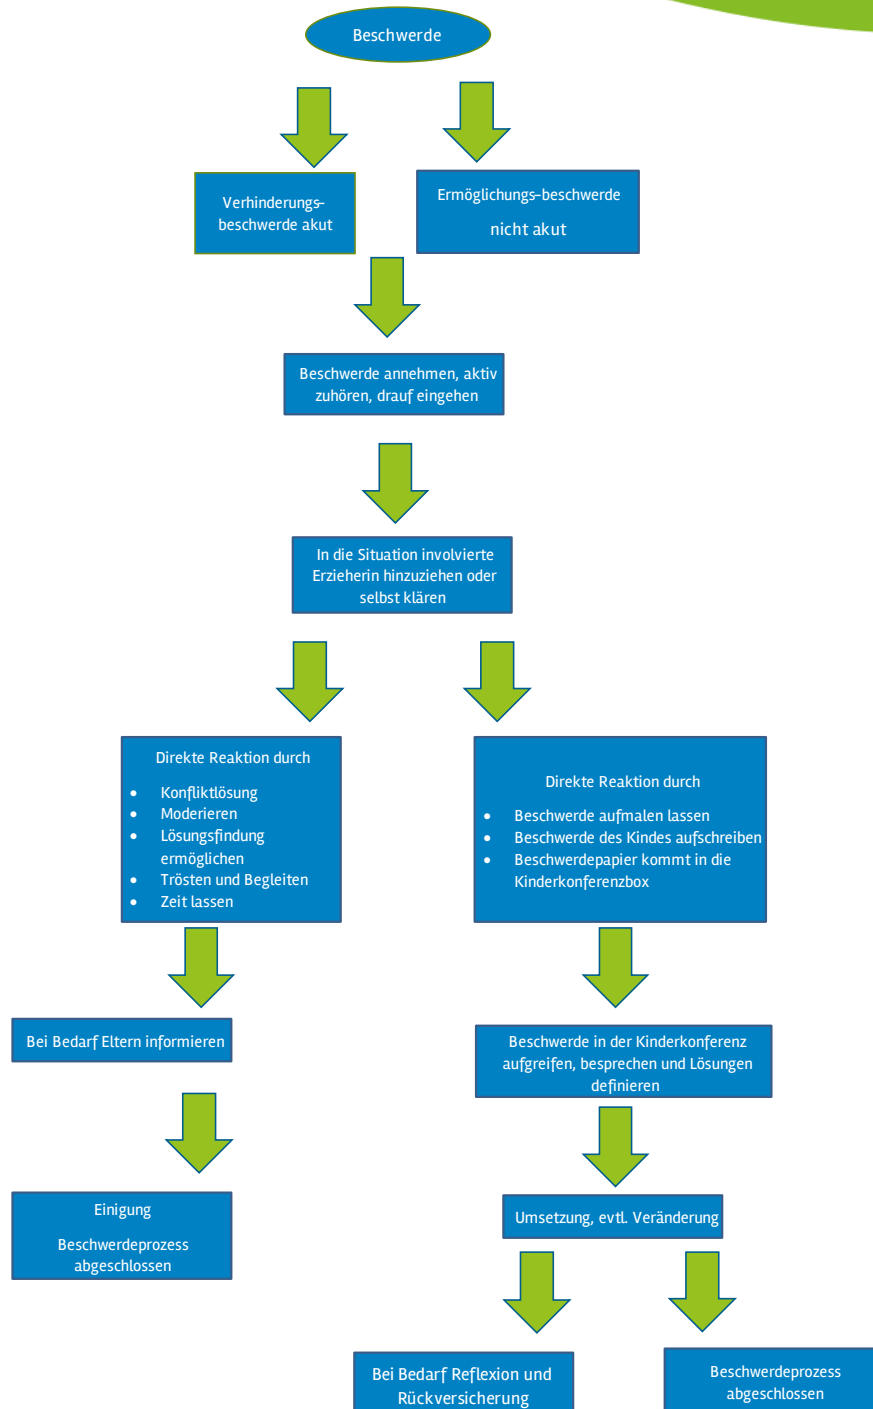 Beschwerde
Verhinderungs-
beschwerde akut
Ermöglichungs-beschwerde
nicht akut
Beschwerde annehmen, aktiv
zuhören, drauf eingehen
In die Situation involvierte
Erzieherin hinzuziehen oder
selbst klären
Direkte Reaktion durch
• Konfliktlösung
• Moderieren
• Lösungsfindung
ermöglichen
• Trösten und Begleiten
• Zeit lassen
Direkte Reaktion durch
• Beschwerde aufmalen lassen
• Beschwerde des Kindes aufschreiben
• Beschwerdepapier kommt in die
Kinderkonferenzbox
Bei Bedarf Eltern informieren
Beschwerde in der Kinderkonferenz
aufgreifen, besprechen und Lösungen
definieren
Einigung
Beschwerdeprozess
abgeschlossen
Umsetzung, evtl. Veränderung
Bei Bedarf Reflexion und
Rückversicherung
Beschwerdeprozess
abgeschlossen